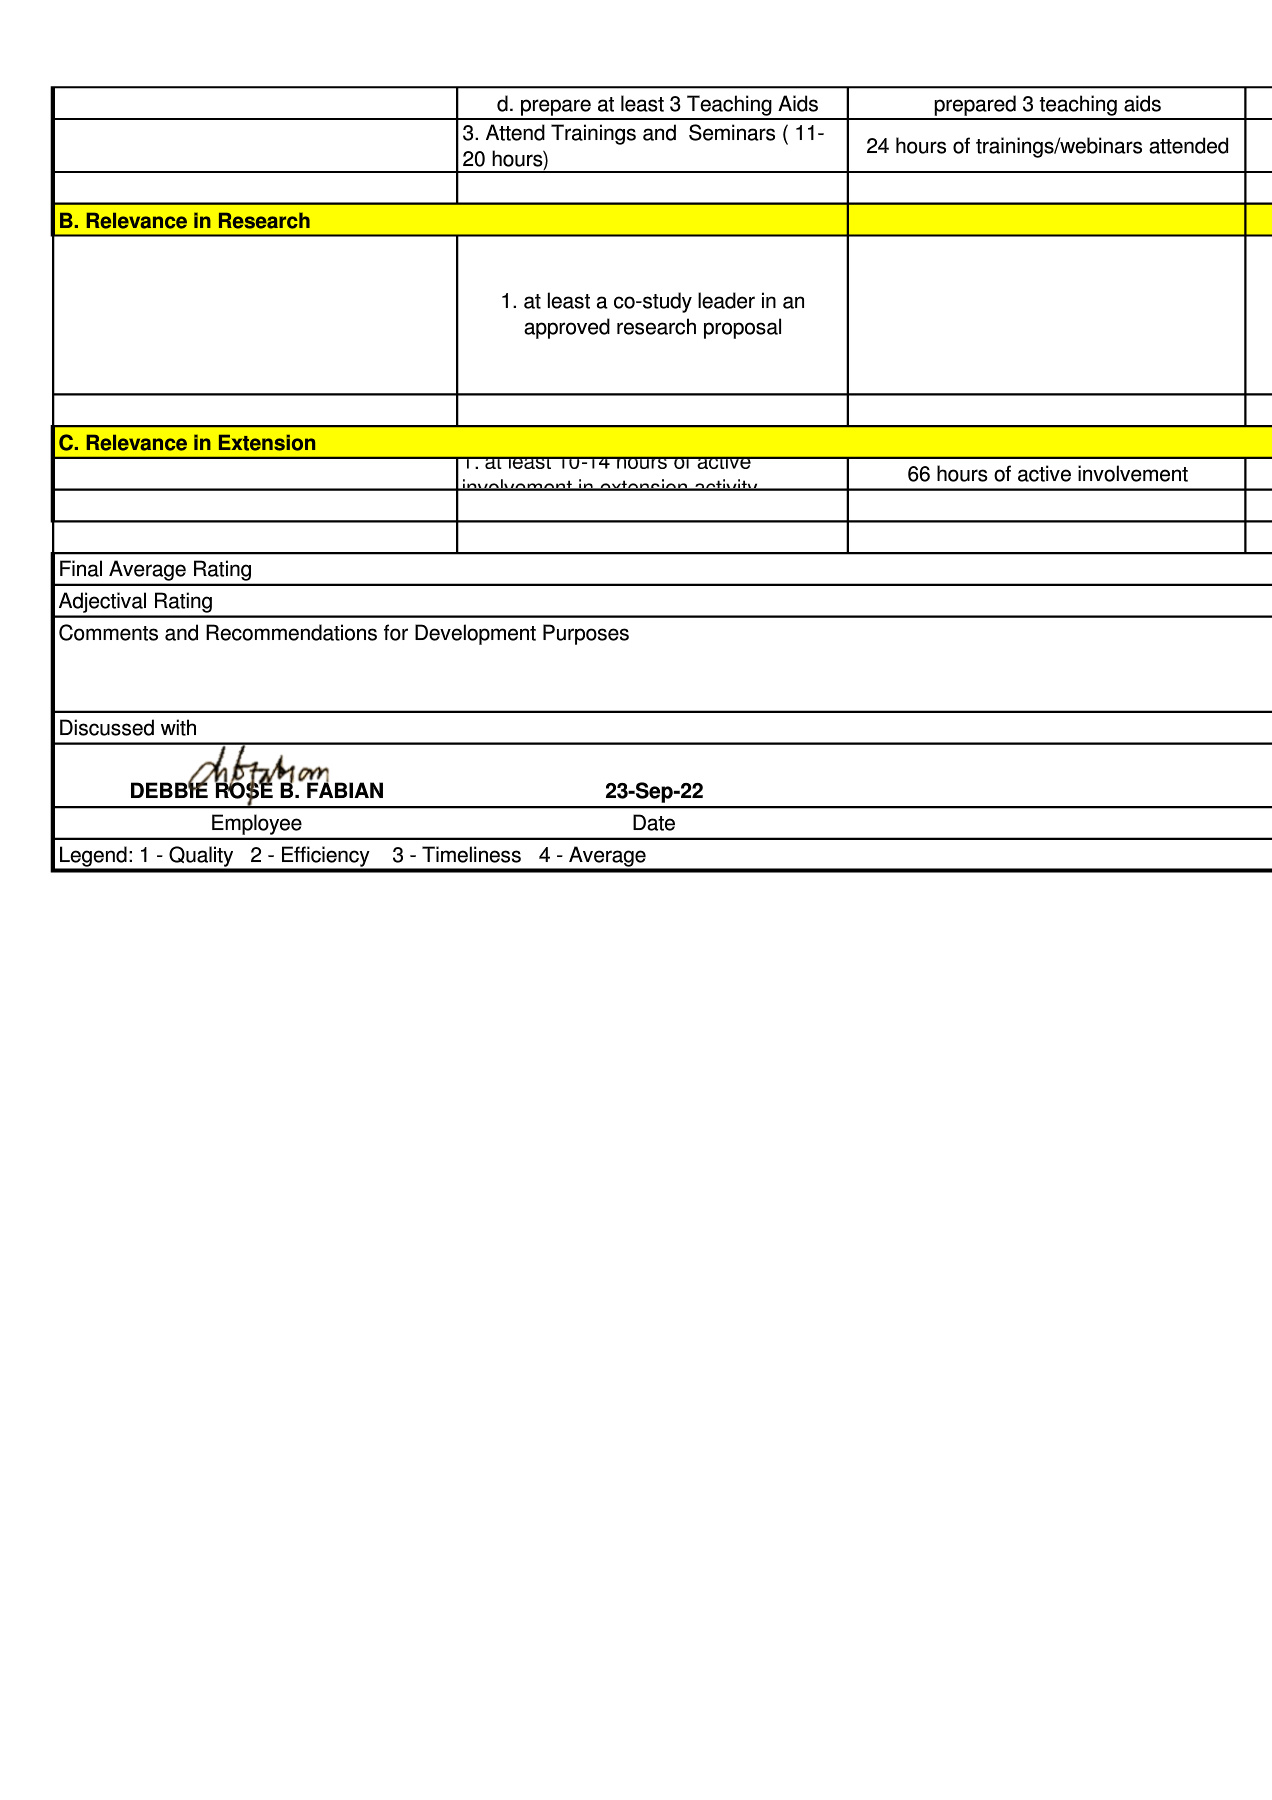 d. prepare at least 3 Teaching Aids
prepared 3 teaching aids
3. Attend Trainings and  Seminars ( 11-
20 hours)
24 hours of trainings/webinars attended
B. Relevance in Research
1. at least a co-study leader in an
approved research proposal
C. Relevance in Extension
1. at least 10-14 hours of active
involvement in extension activity
66 hours of active involvement
Final Average Rating
Adjectival Rating
Comments and Recommendations for Development Purposes
Discussed with
DEBBIE ROSE B. FABIAN
23-Sep-22
Employee
Date
Legend: 1 - Quality   2 - Efficiency    3 - Timeliness   4 - Average